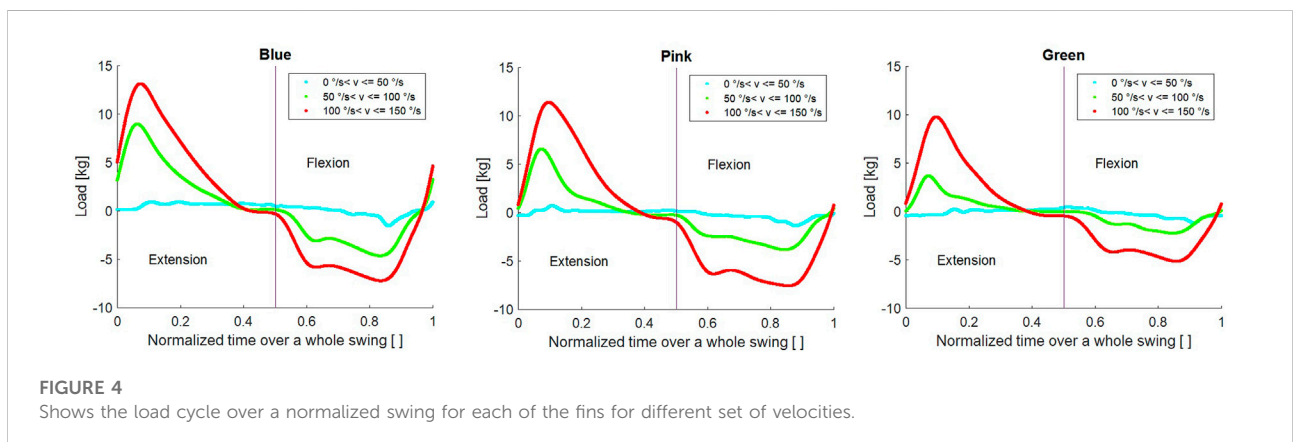 Blue
15
10
5
0
-5
-10
Load [kg]
0 °/s< v <= 50 °/s
50 °/s< v <= 100 °/s
100 °/s< v <= 150 °/s
Flexion
Extension
0 0.2 0.4 0.6 0.8 1
Normalized time over a whole swing [ ]
Pink
15
10
5
0
-5
-10
Load [kg]
0 °/s< v <= 50 °/s
50 °/s< v <= 100 °/s
100 °/s< v <= 150 °/s
Flexion
Extension
0 0.2 0.4 0.6 0.8 1
Normalized time over a whole swing [ ]
Green
15
10
5
0
-5
-10
Load [kg]
0 °/s< v <= 50 °/s
50 °/s< v <= 100 °/s
100 °/s< v <= 150 °/s
Flexion
Extension
0 0.2 0.4 0.6 0.8 1
Normalized time over a whole swing [ ]
FIGURE 4
Shows the load cycle over a normalized swing for each of the fins for different set of velocities.